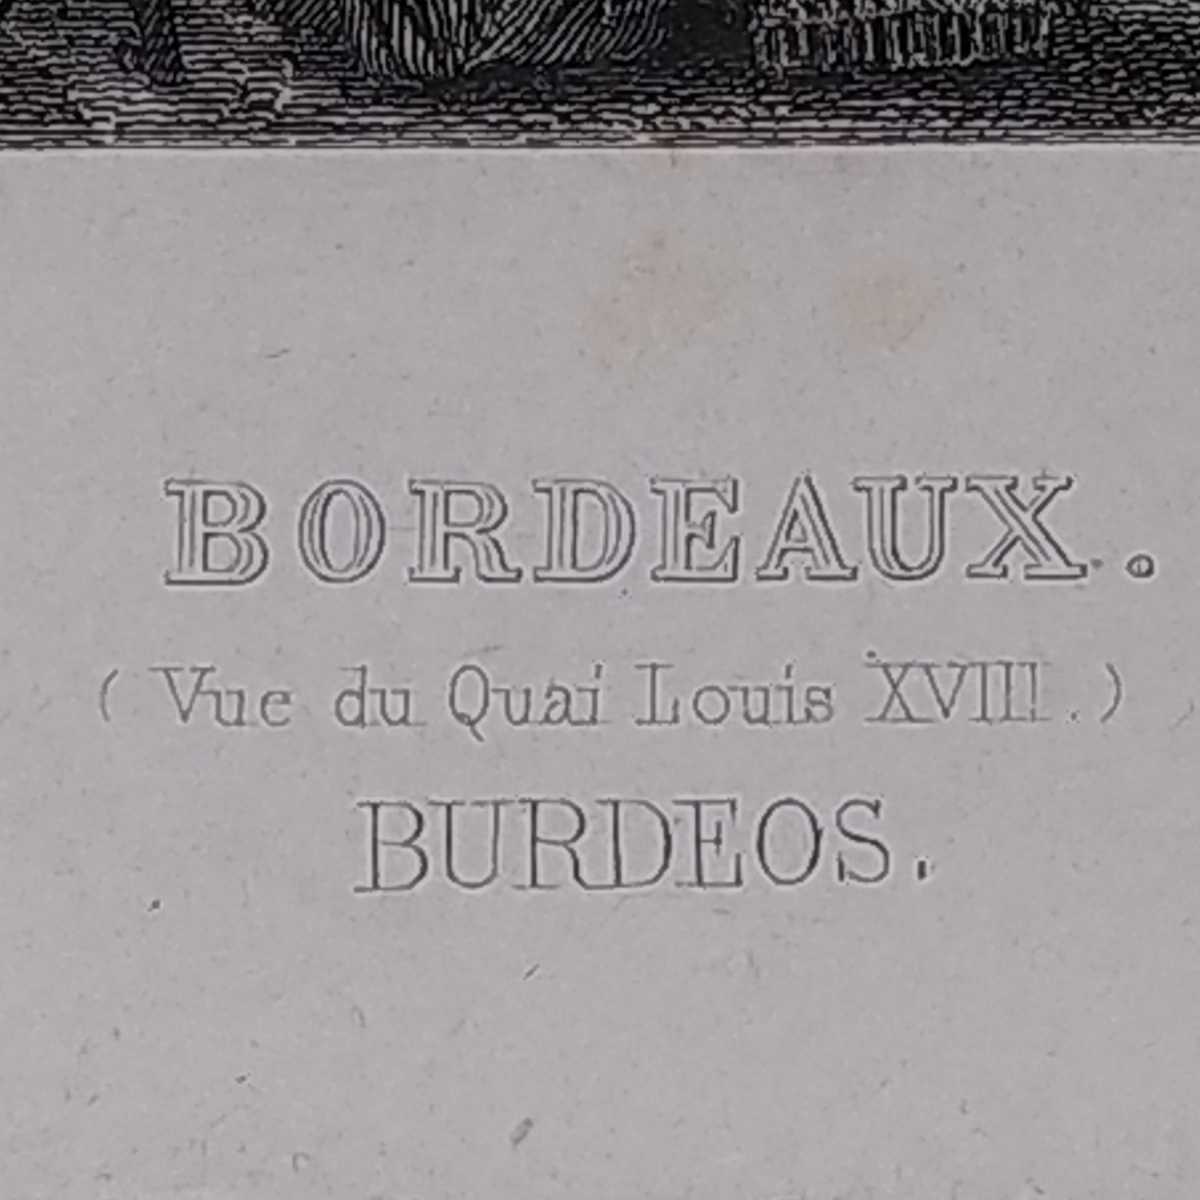 BORDEAUX.
(Vue du Quai Louis XVIII.)
BURDEOS.